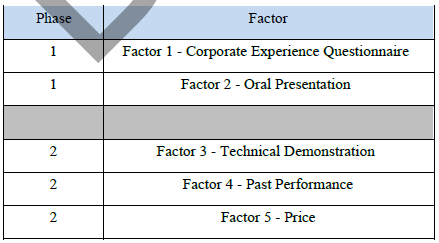 Phase Factor
1 Factor 1 - Corporate Experience Questionnaire
1 Factor 2 - Oral Presentation
2 Factor 3 - Technical Demonstration
2 Factor 4 - Past Performance
2 Factor 5 - Price